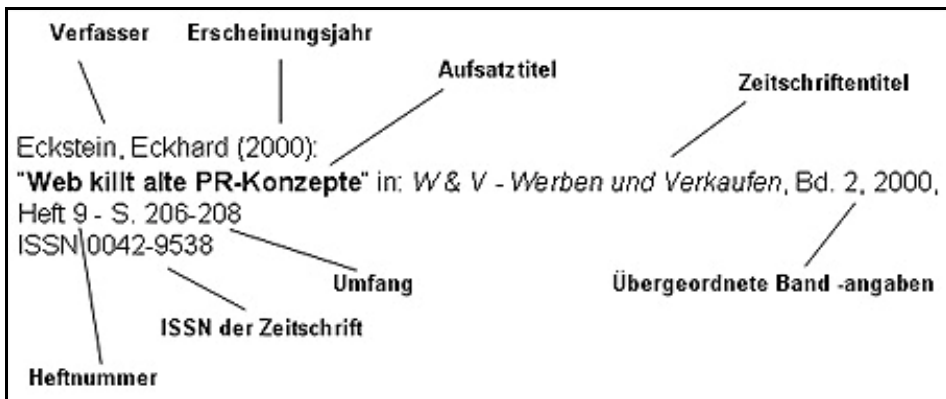 Verfasser Erscheinungsjahr
Aufsatztitel
Zeitschriftentitel
Eckstein, Eckhard (2000):
"Web killt alte PR-Konzepte" in: W & V - Werben und Verkaufen, Bd. 2, 2000,
Heft 9 - S. 206-208
ISSN 0042-9538
Umfang
Übergeordnete Band -angaben
ISSN der Zeitschrift
Heftnummer